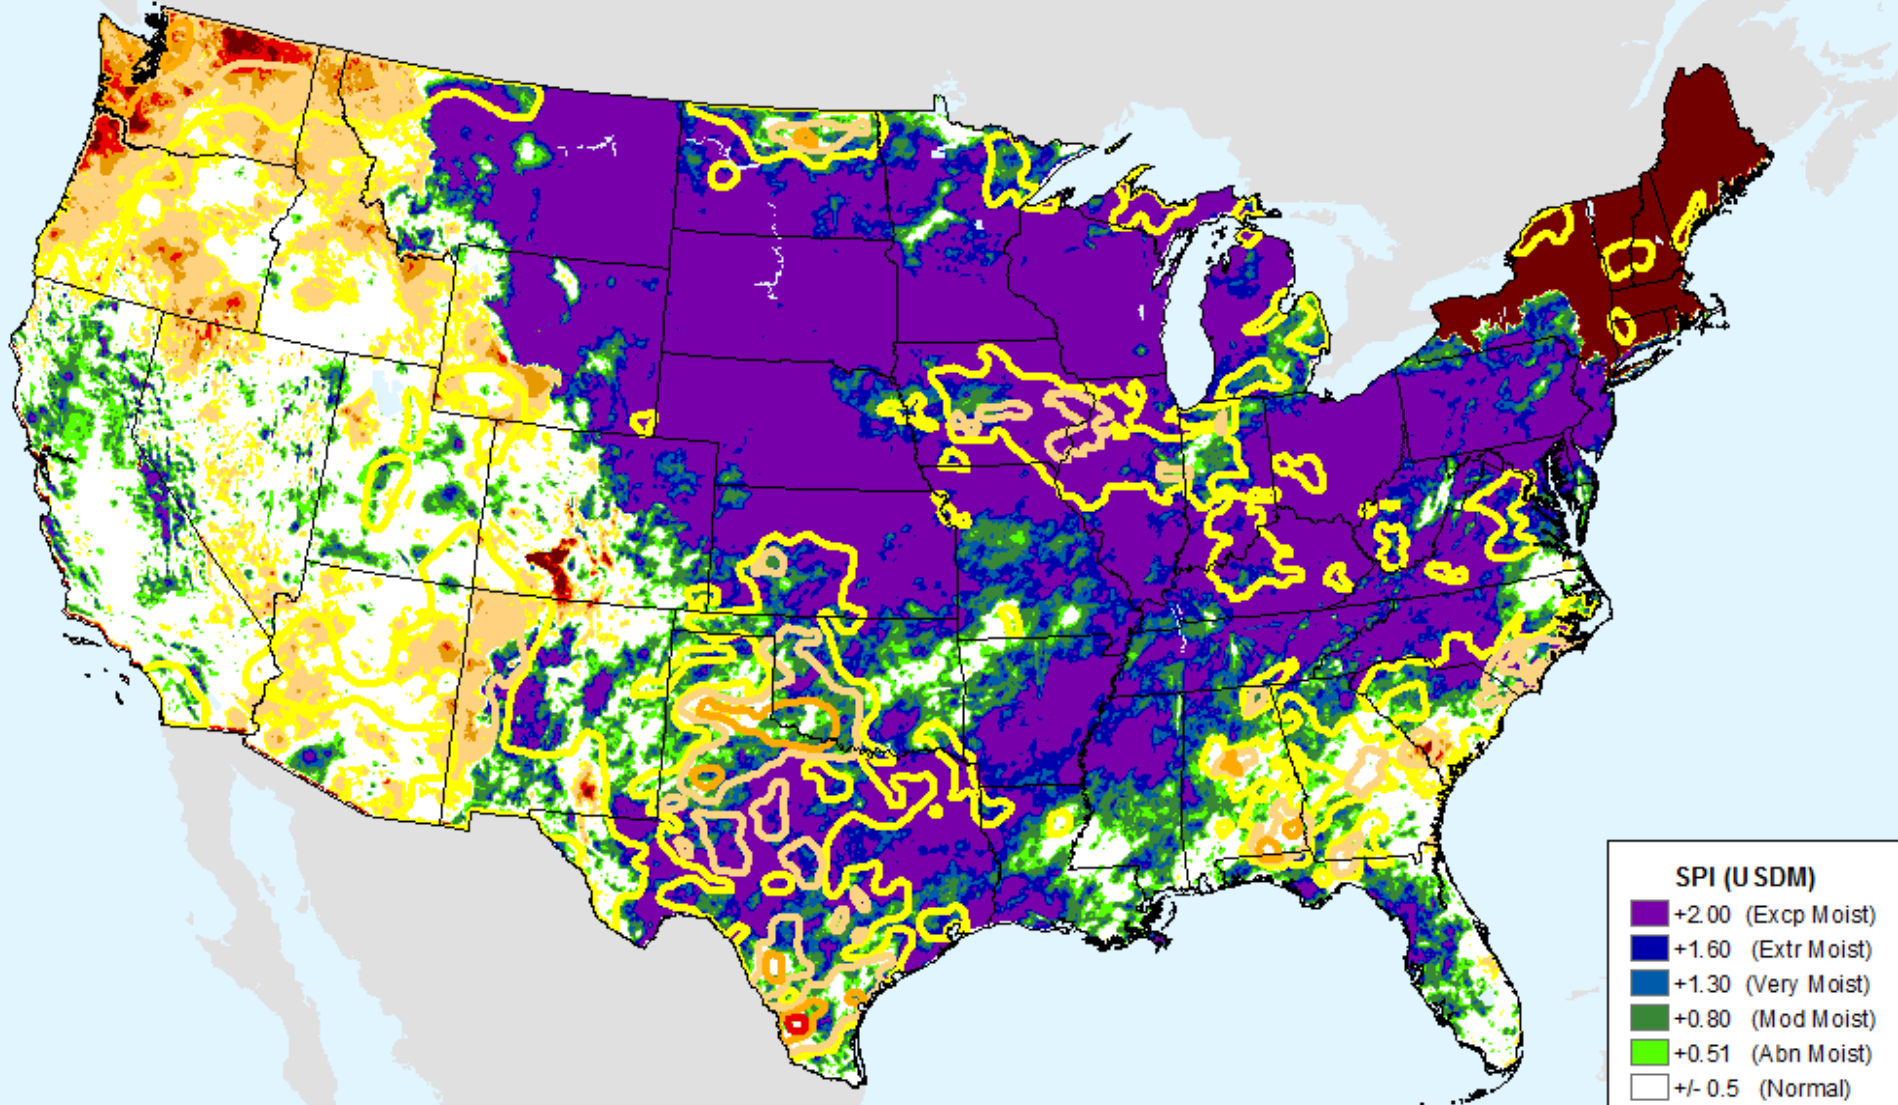 SPI (USDM)
+2.00 (Excp Moist)
+1.60 (Extr Moist)
+1.30 (Very Moist)
+0.80 (Mod Moist)
+0.51 (Abn Moist)
+/- 0.5 (Normal)